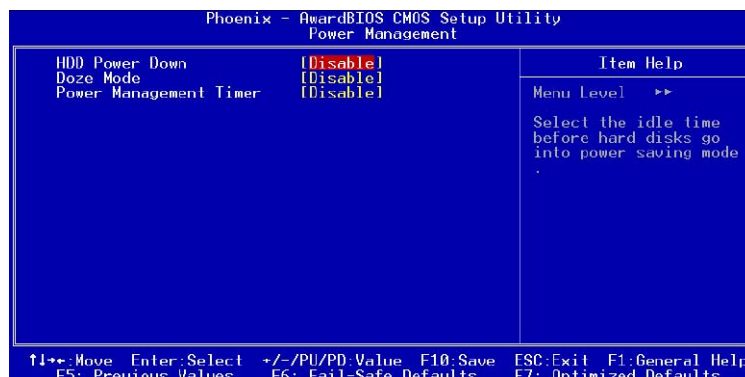 Phoenix - AwardBIOS CMOS Setup Utility
Power Management
HDD Power Down [Disable]
Doze Mode [Disable]
Power Management Timer [Disable]
Item Help
Menu Level ▸▸
Select the idle time
before hard disks go
into power saving mode
.
↑↓→←:Move Enter:Select +/-/PU/PD:Value F10:Save ESC:Exit F1:General Help
F5: Previous Values F6: Fail-Safe Defaults F7: Optimized Defaults